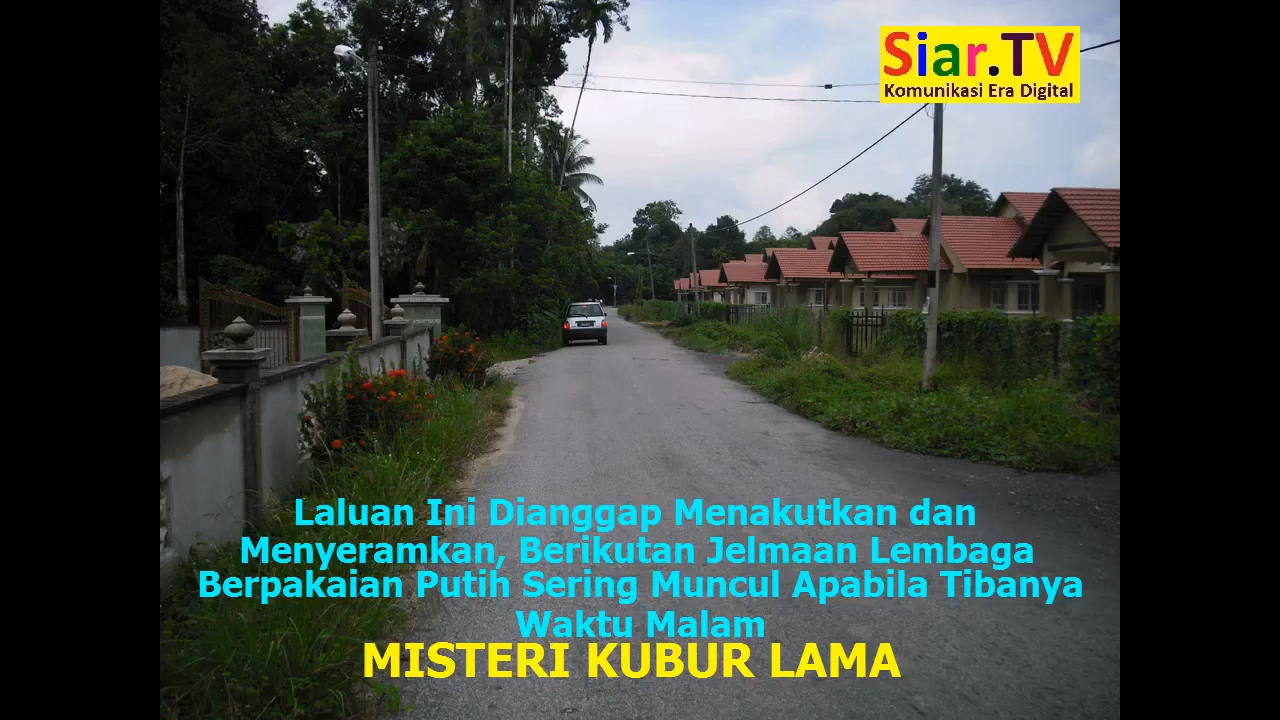 Siar.TV
Komunikasi Era Digital
Laluan Ini Dianggap Menakutkan dan
Menyeramkan, Berikutan Jelmaan Lembaga
Berpakaian Putih Sering Muncul Apabila Tibanya
Waktu Malam
MISTERI KUBUR LAMA